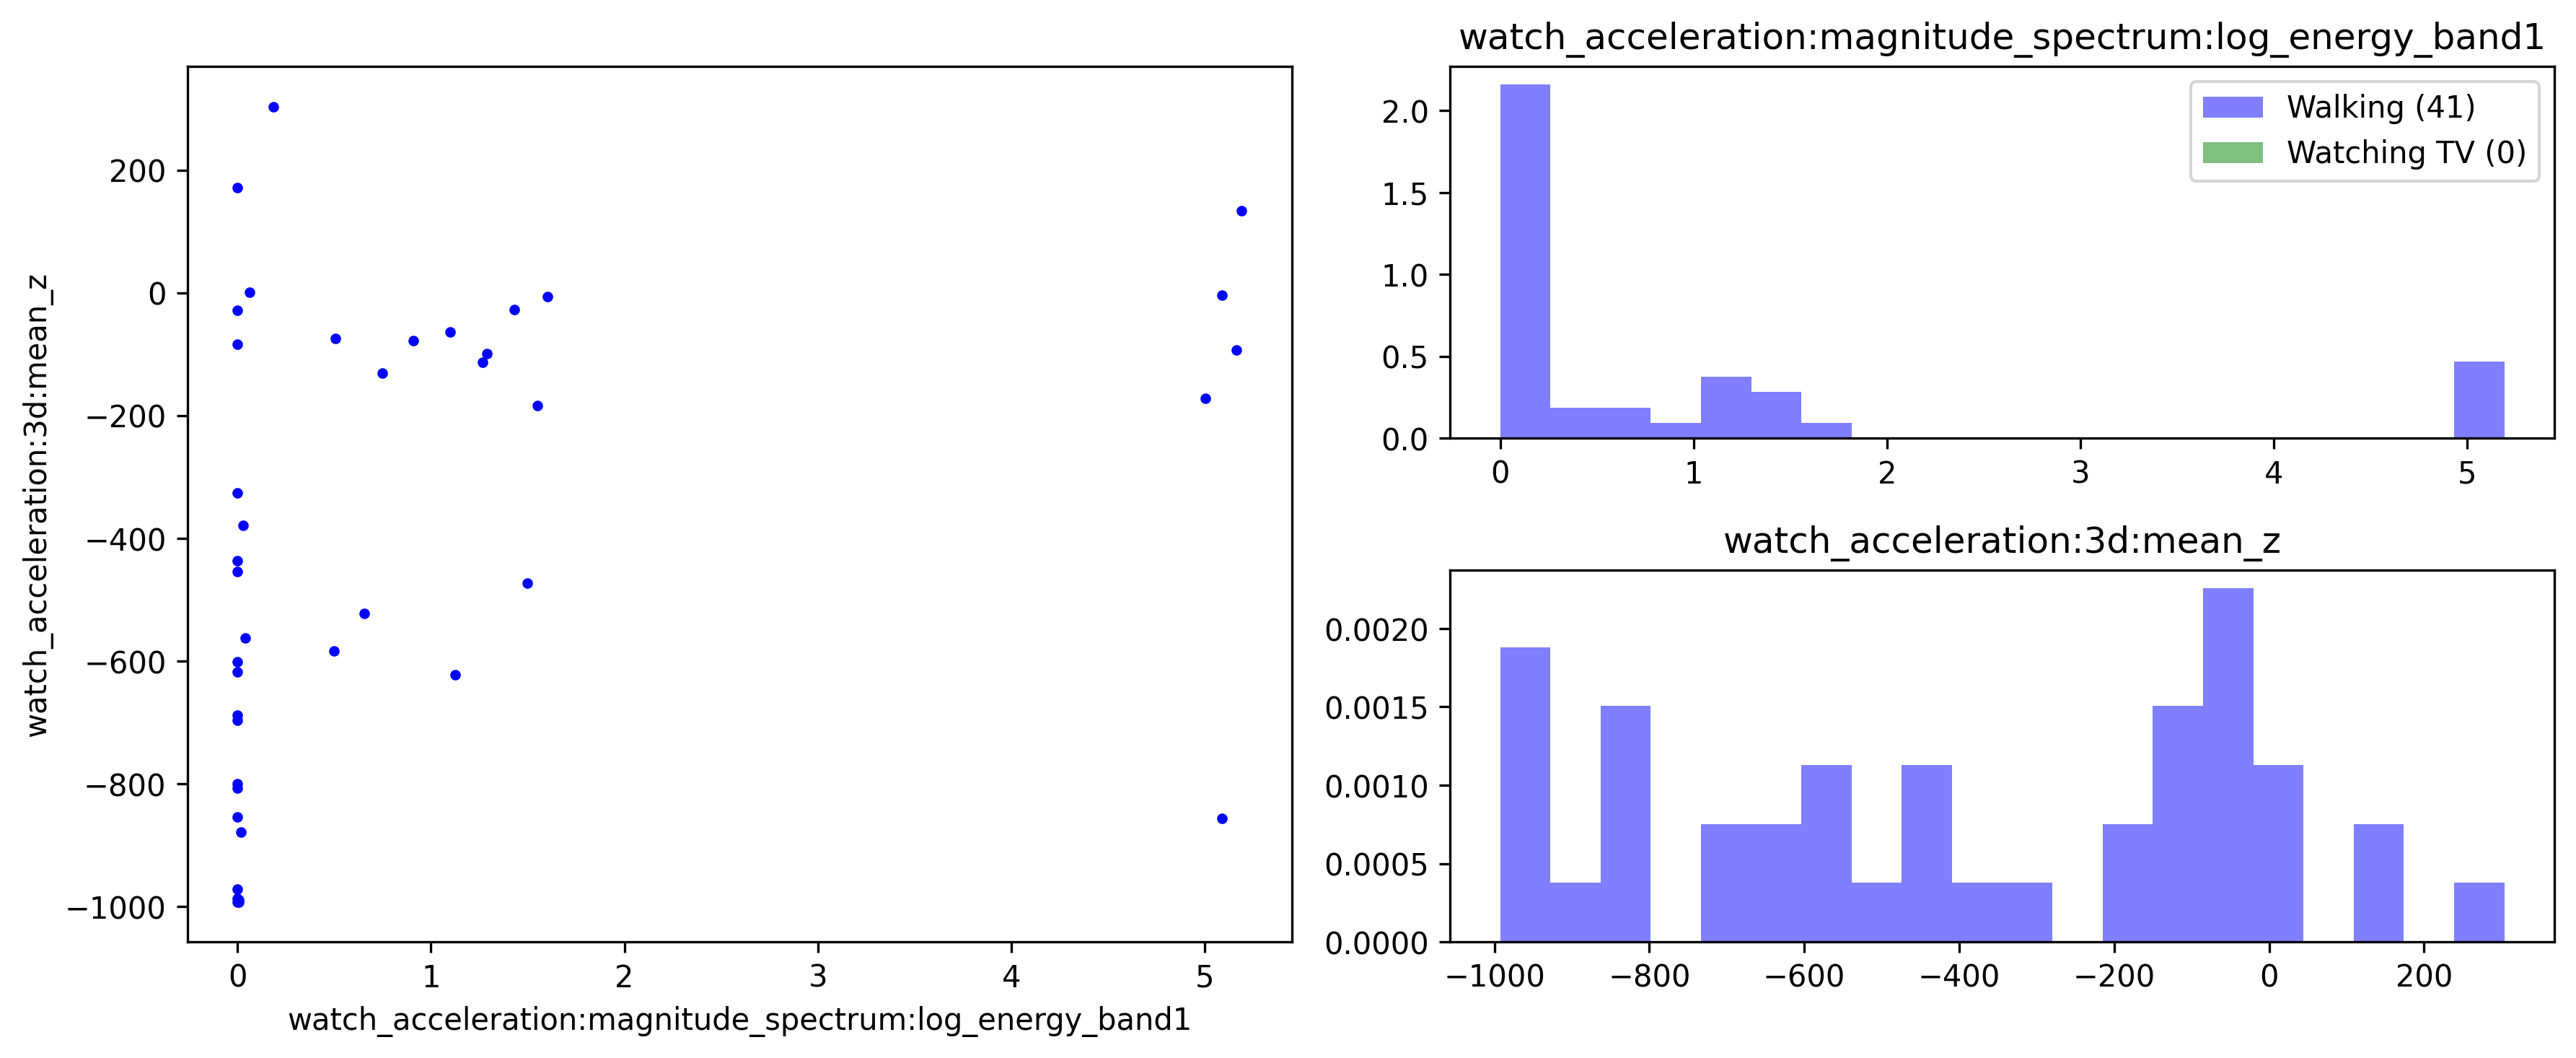 200
0
−200
−400
−600
−800
−1000
watch_acceleration:3d:mean_z
0 1 2 3 4 5
watch_acceleration:magnitude_spectrum:log_energy_band1
watch_acceleration:magnitude_spectrum:log_energy_band1
2.0
1.5
1.0
0.5
0.0
Walking (41)
Watching TV (0)
0 1 2 3 4 5
watch_acceleration:3d:mean_z
0.0020
0.0015
0.0010
0.0005
0.0000
−1000 −800 −600 −400 −200 0 200